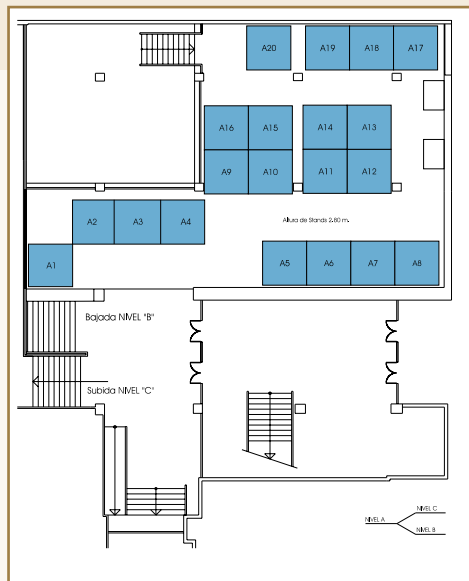 A20 A19 A18 A17
A16 A15 A14 A13
A9 A10 A11 A12
A2 A3 A4
Altura de Stands 2.80 m.
A1
A5 A6 A7 A8
Bajada NIVEL "B"
Subida NIVEL "C"
NIVEL C
NIVEL A
NIVEL B